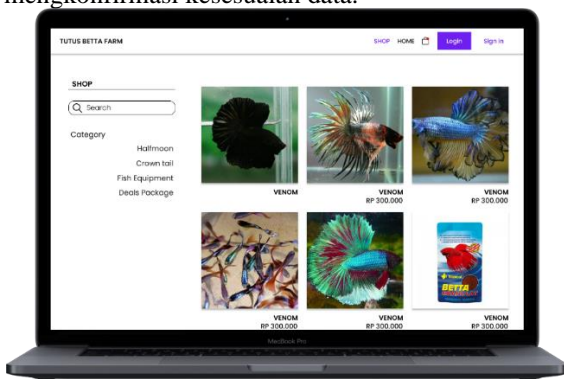 mengkonfirmasi kesesuaian data.
TUTUS BETTA FARM
SHOP HOME Login Sign In
SHOP
Search
Category
Halfmoon
Crown tail
Fish Equipment
Deals Package
VENOM
VENOM
RP 300.000
VENOM
RP 300.000
VENOM
RP 300.000
VENOM
RP 300.000
BETTA
VENOM
RP 300.000
MacBook Pro